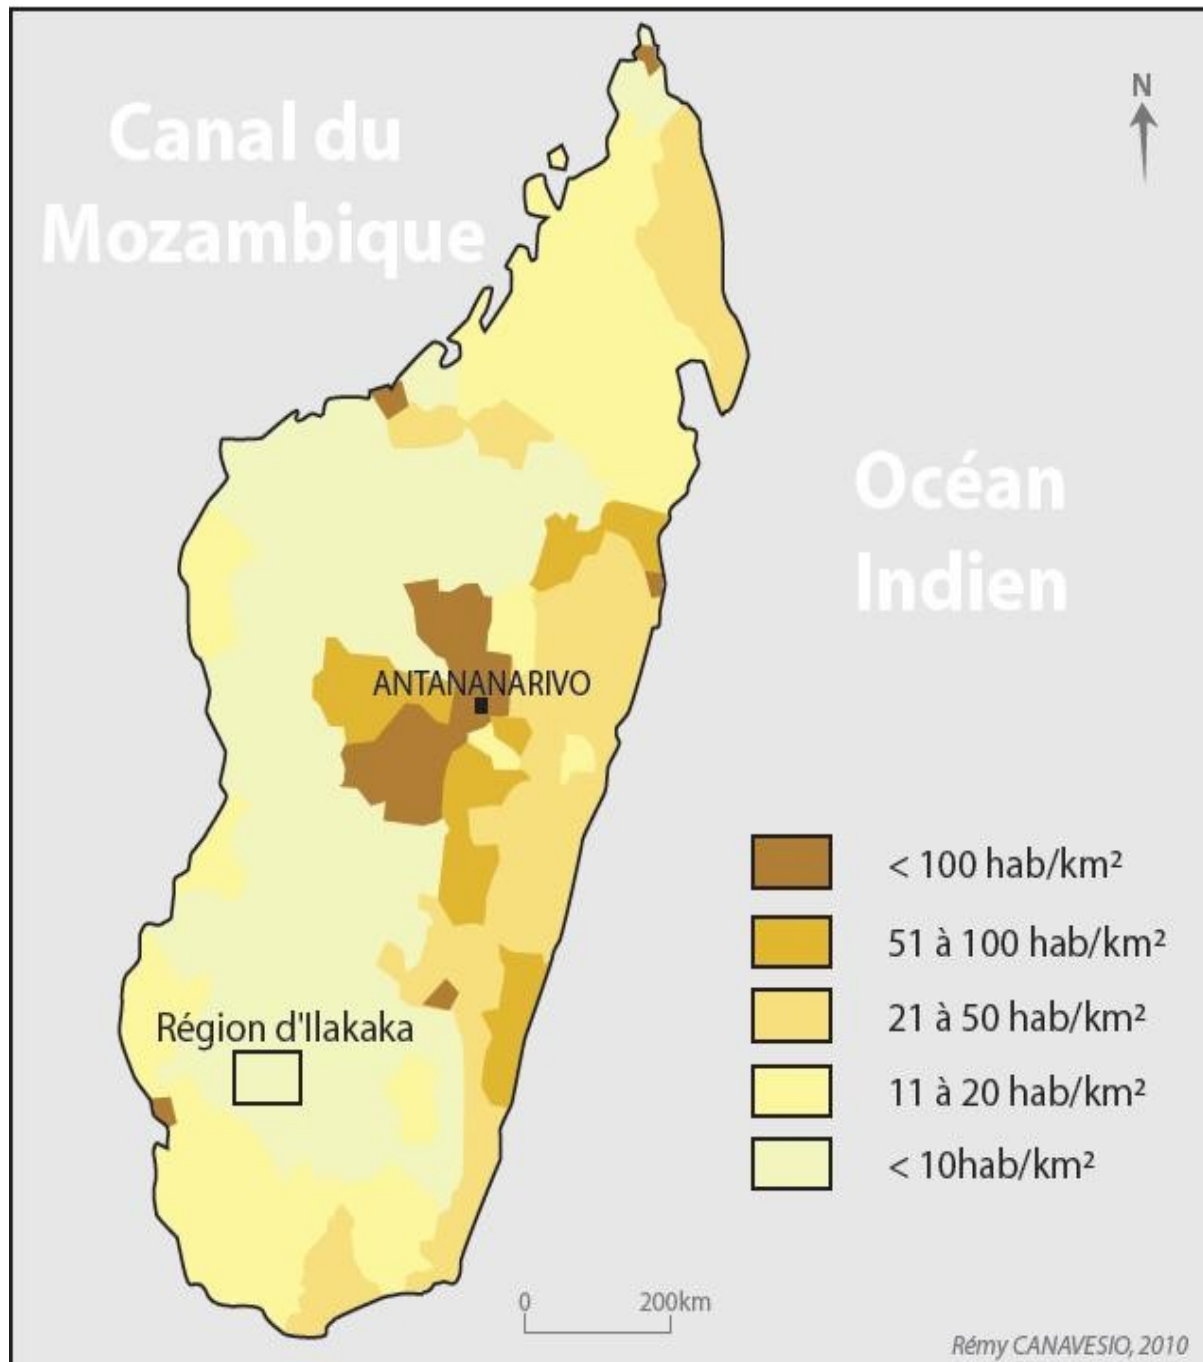 Canal du
Mozambique
N
Océan
Indien
ANTANANARIVO
< 100 hab/km²
51 à 100 hab/km²
21 à 50 hab/km²
11 à 20 hab/km²
< 10hab/km²
Région d'Ilakaka
0 200km
Rémy CANAVESIO, 2010